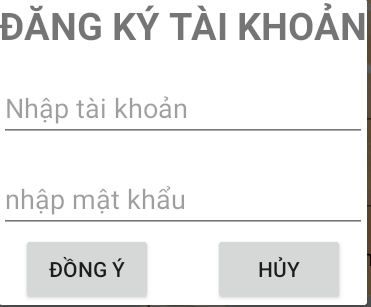 ĐĂNG KÝ TÀI KHOẢN
Nhập tài khoản
nhập mật khẩu
ĐỒNG Ý HỦY